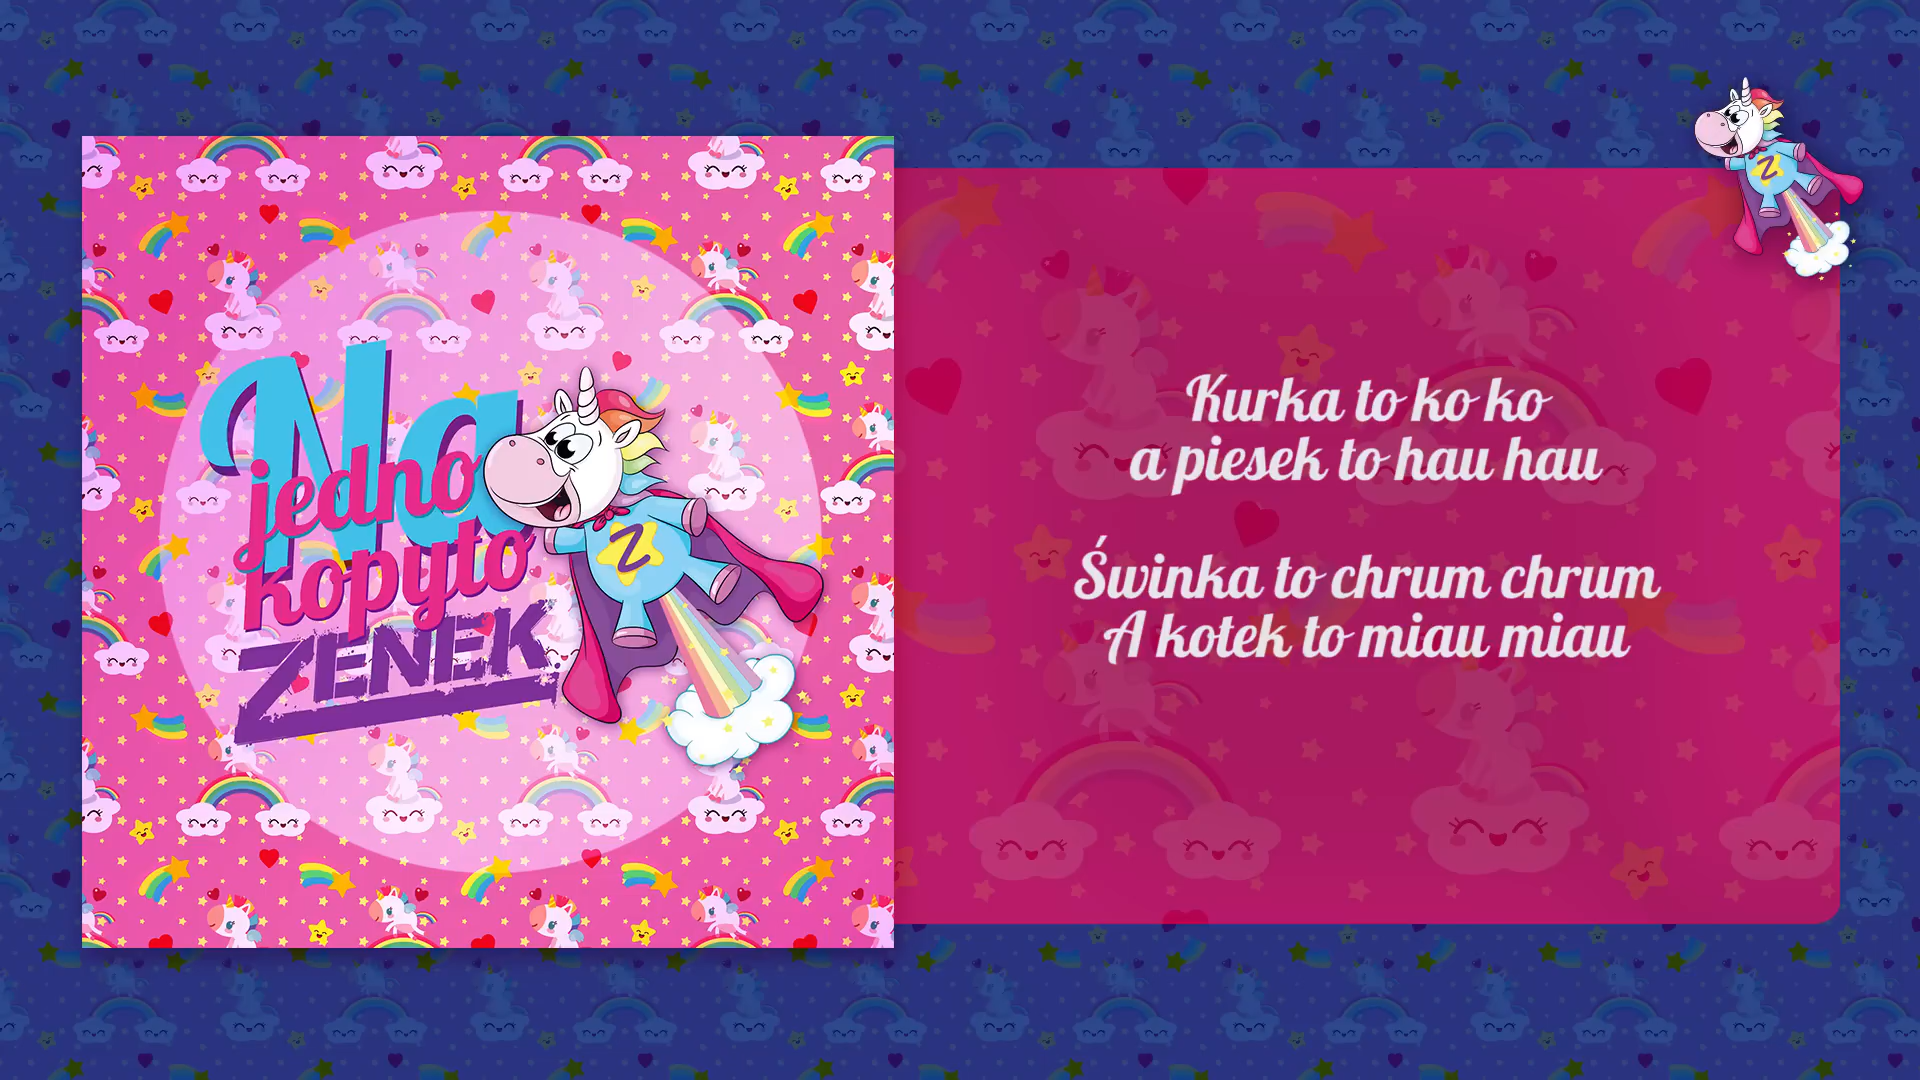 Na
jedno
kopyto
ZENEK
Z
Kurka to ko ko
a piesek to hau hau
Świnka to chrum chrum
A kotek to miau miau
Z